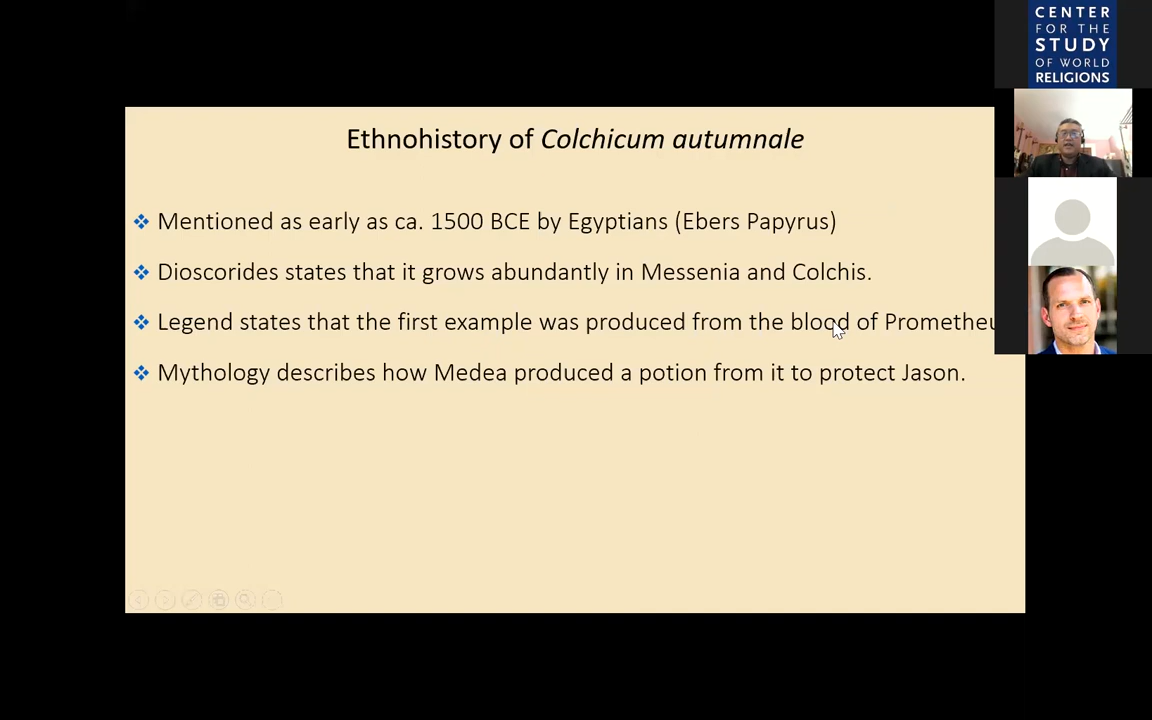 CENTER
FOR THE
STUDY
OF WORLD
RELIGIONS
Ethnohistory of Colchicum autumnale
Mentioned as early as ca. 1500 BCE by Egyptians (Ebers Papyrus)
Dioscorides states that it grows abundantly in Messenia and Colchis.
Legend states that the first example was produced from the blood of Prometheu
Mythology describes how Medea produced a potion from it to protect Jason.